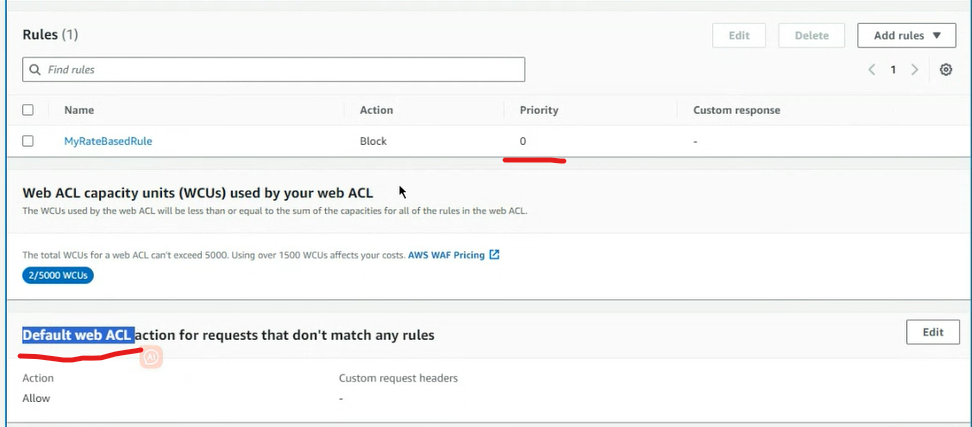 Rules (1)
Edit
Delete
Add rules
Find rules
1
Name Action Priority Custom response
MyRateBasedRule Block 0 -
Web ACL capacity units (WCUs) used by your web ACL
The WCUs used by the web ACL will be less than or equal to the sum of the capacities for all of the rules in the web ACL.
The total WCUs for a web ACL can't exceed 5000. Using over 1500 WCUs affects your costs. AWS WAF Pricing
2/5000 WCUs
Default web ACL action for requests that don't match any rules
Edit
Action Custom request headers
Allow -